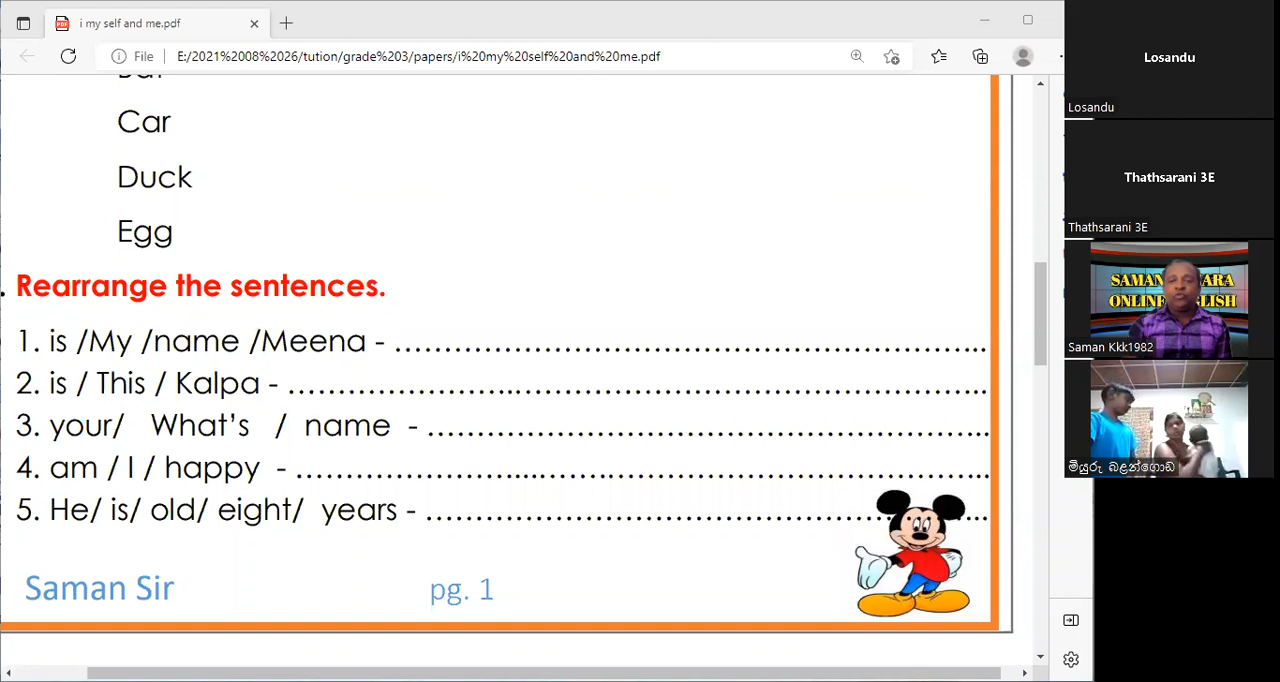 i my self and me.pdf
File
E:/2021%2008%2026/tution/grade%203/papers/i%20my%20self%20and%20me.pdf
Car
Duck
Egg
. Rearrange the sentences.
1. is /My /name /Meena - ………………………………………………………...
2. is / This / Kalpa - ………………………………………………………………...
3. your/ What's / name - …………………………………………………...
4. am / I / happy - ………………………………………………………………...
5. He/ is/ old/ eight/ years - …………………………………………………...
Saman Sir
pg. 1
Losandu
Losandu
Thathsarani 3E
Thathsarani 3E
Saman Kkk1982
මියුරු බළන්ගොඩ